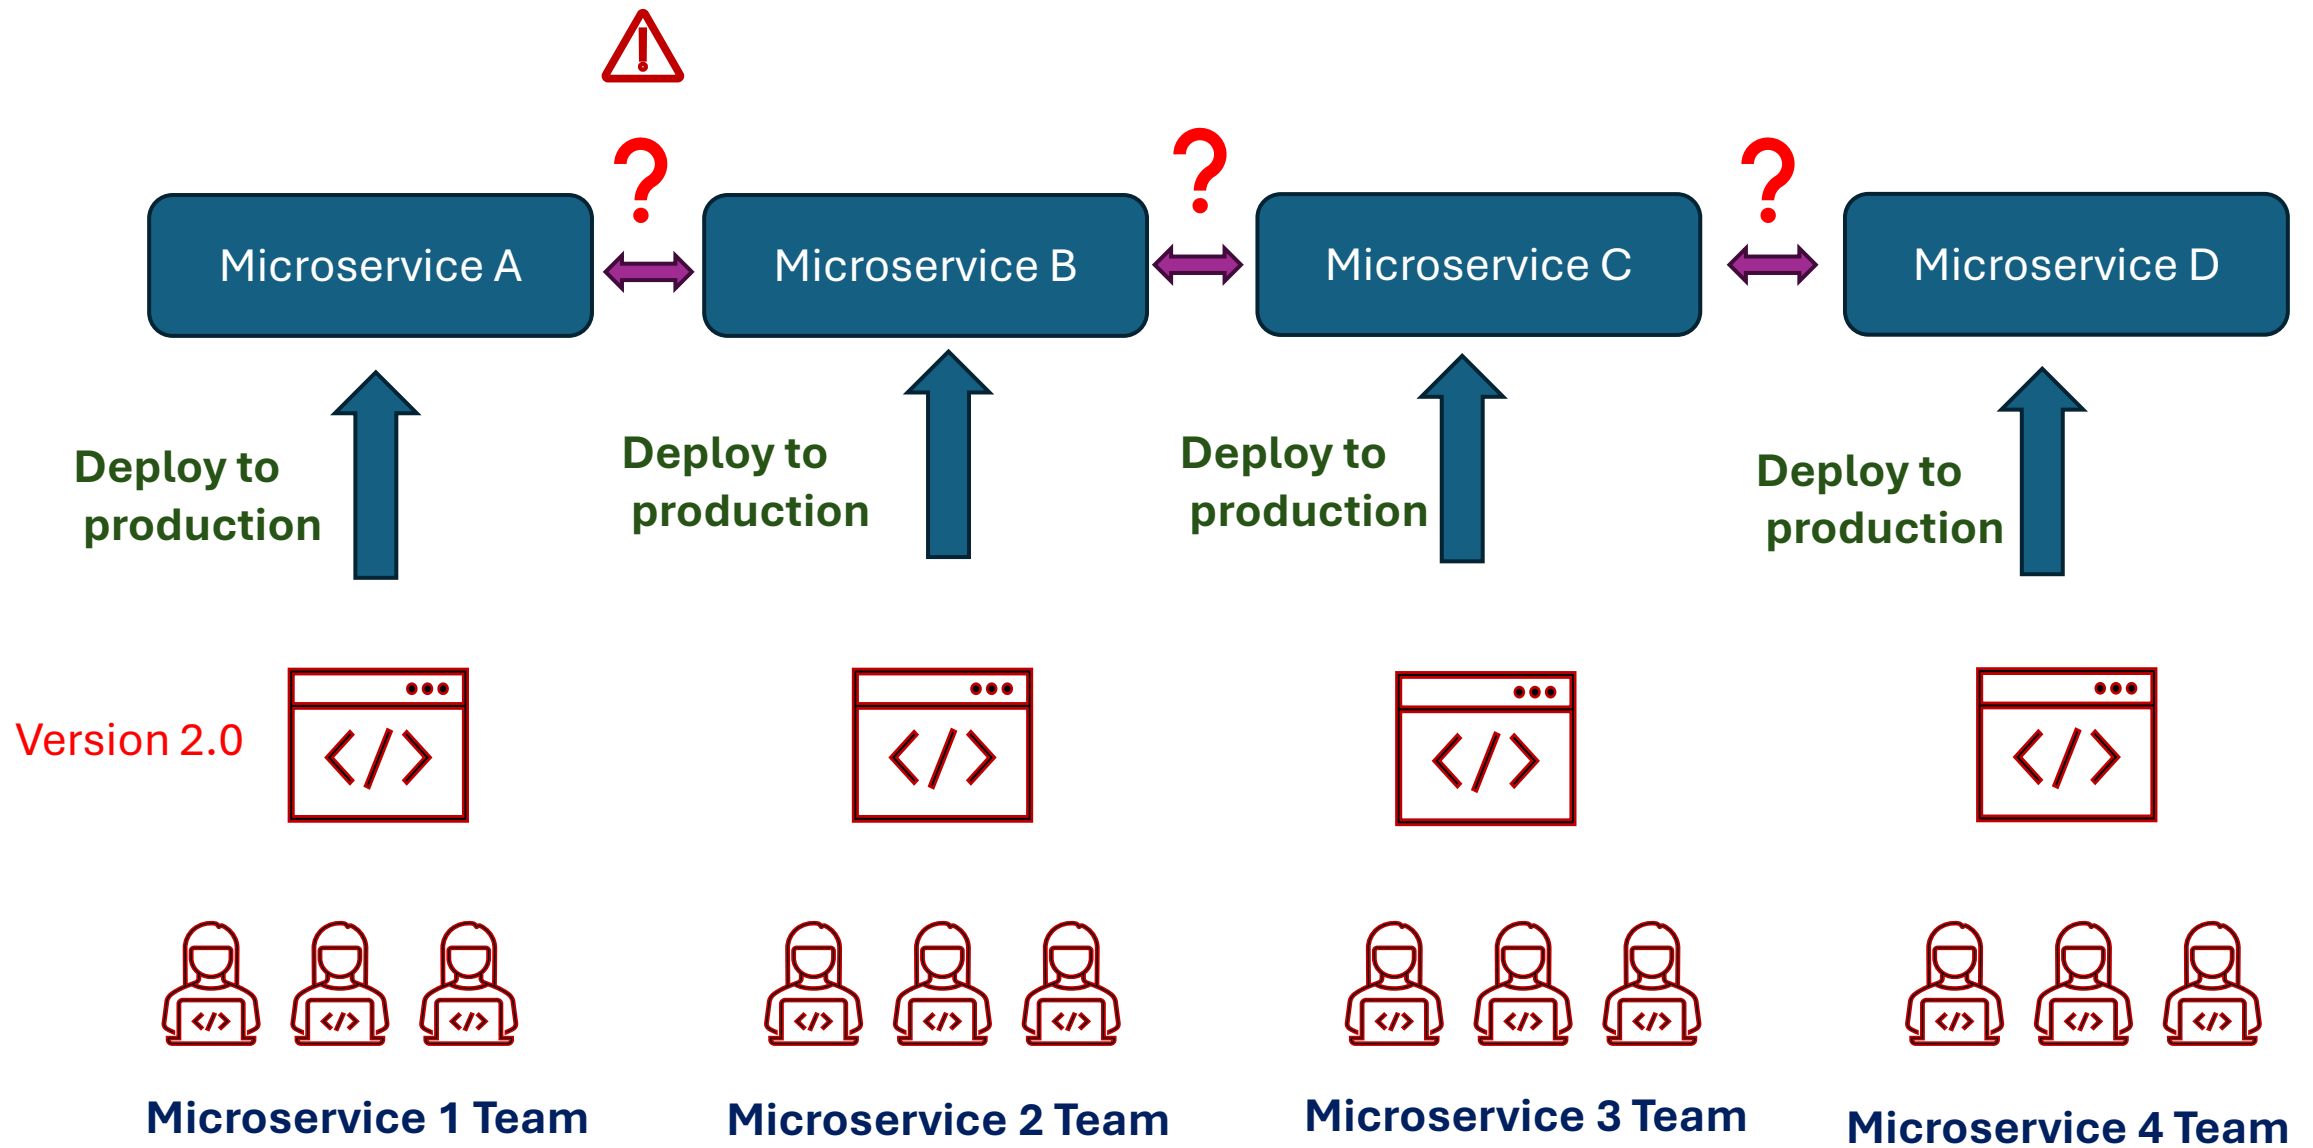 Microservice A
Microservice B
Microservice C
Microservice D
Deploy to
production
Deploy to
production
Deploy to
production
Deploy to
production
Version 2.0
Microservice 1 Team
Microservice 2 Team
Microservice 3 Team
Microservice 4 Team